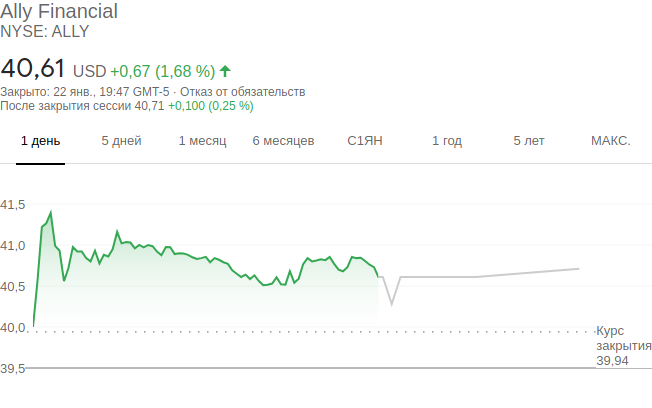 Ally Financial
NYSE: ALLY
40,61 USD +0,67 (1,68 %)
Закрыто: 22 янв., 19:47 GMT-5 · Отказ от обязательств
После закрытия сессии 40,71 +0,100 (0,25 %)
1 день 5 дней 1 месяц 6 месяцев С1ЯН 1 год 5 лет МАКС.
41,5
41,0
40,5
40,0
Курс
закрытия
39,94
39,5